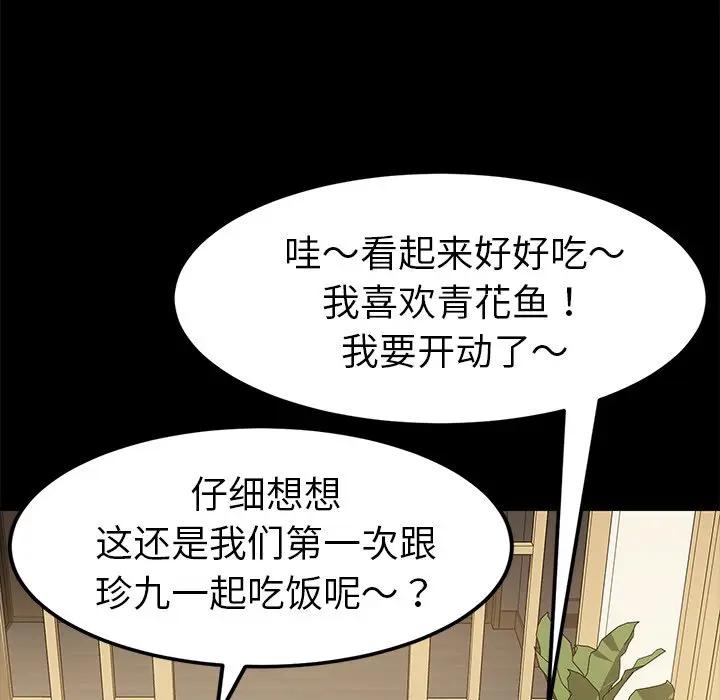 哇～看起来好好吃～
我喜欢青花鱼！
我要开动了～
仔细想想
这还是我们第一次跟
珍九一起吃饭呢～？